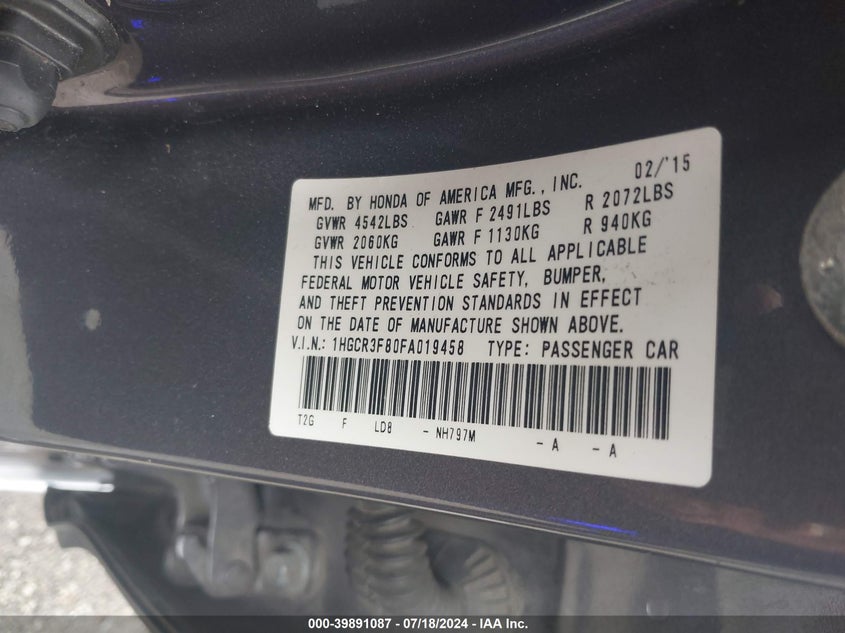 MFD. BY HONDA OF AMERICA MFG., INC. 02/'15
GVWR 4542LBS GAWR F 2491LBS R 2072LBS
GVWR 2060KG GAWR F 1130KG R 940KG
THIS VEHICLE CONFORMS TO ALL APPLICABLE
FEDERAL MOTOR VEHICLE SAFETY, BUMPER,
AND THEFT PREVENTION STANDARDS IN EFFECT
ON THE DATE OF MANUFACTURE SHOWN ABOVE.
V.I.N.: 1HGCR3F80FA019458 TYPE: PASSENGER CAR
T2G F LD8 - NH797M - A - A
000-39891087 - 07/18/2024 - IAA Inc.